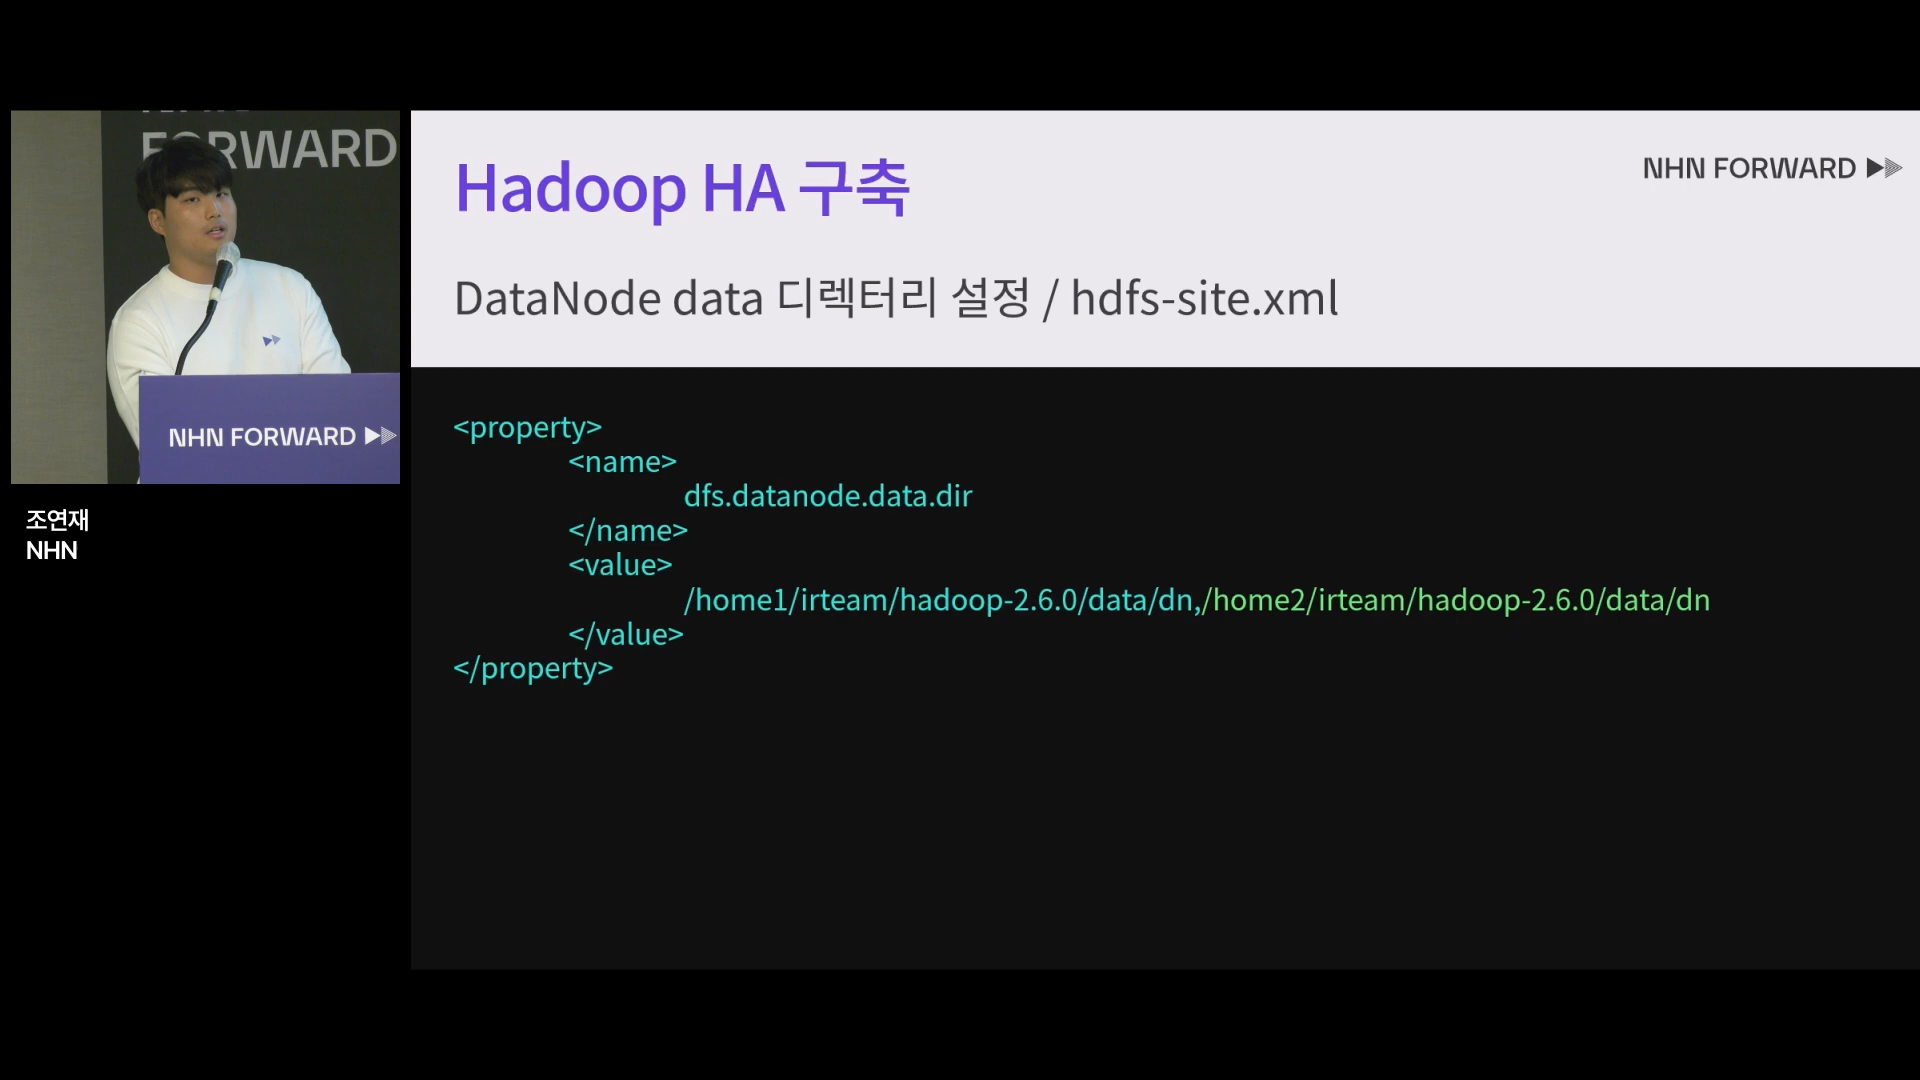 FORWARD
NHN FORWARD
조연재
NHN
Hadoop HA 구축
NHN FORWARD
DataNode data 디렉터리 설정 / hdfs-site.xml
<property>
<name>
dfs.datanode.data.dir
</name>
<value>
/home1/irteam/hadoop-2.6.0/data/dn,/home2/irteam/hadoop-2.6.0/data/dn
</value>
</property>